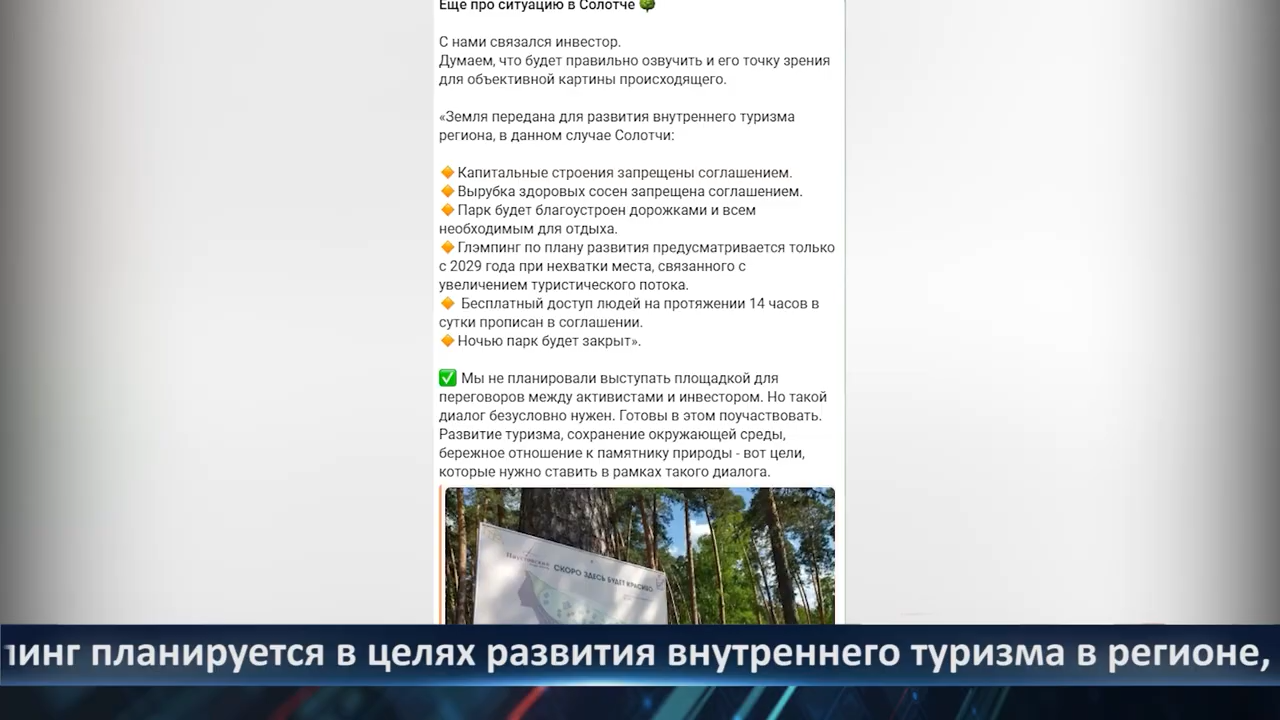 Еще про ситуацию в Солотче
С нами связался инвестор.
Думаем, что будет правильно озвучить и его точку зрения
для объективной картины происходящего.
«Земля передана для развития внутреннего туризма
региона, в данном случае Солотчи:
Капитальные строения запрещены соглашением.
Вырубка здоровых сосен запрещена соглашением.
Парк будет благоустроен дорожками и всем
необходимым для отдыха.
Глэмпинг по плану развития предусматривается только
с 2029 года при нехватки места, связанного с
увеличением туристического потока.
Бесплатный доступ людей на протяжении 14 часов в
сутки прописан в соглашении.
Ночью парк будет закрыт».
Мы не планировали выступать площадкой для
переговоров между активистами и инвестором. Но такой
диалог безусловно нужен. Готовы в этом поучаствовать.
Развитие туризма, сохранение окружающей среды,
бережное отношение к памятнику природы - вот цели,
которые нужно ставить в рамках такого диалога.
СКОРО ЗДЕСЬ БУДЕТ КРАСИВО
пинг планируется в целях развития внутреннего туризма в регионе,